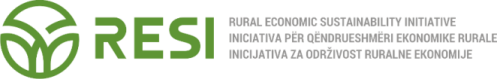 RESI
RURAL ECONOMIC SUSTAINABILITY INITIATIVE
INICIATIVA PËR QËNDRUESHMËRI EKONOMIKE RURALE
INICIJATIVA ZA ODRŽIVOST RURALNE EKONOMIJE